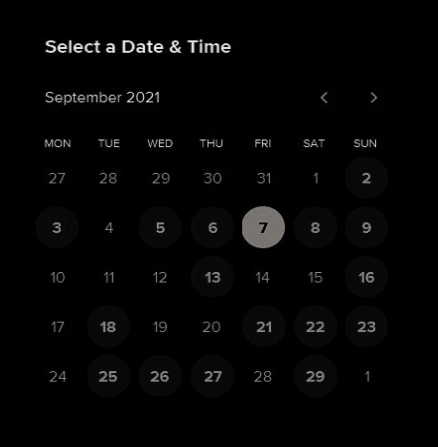 Select a Date & Time
September 2021
MON TUE WED THU FRI SAT SUN
27 28 29 30 31 1 2
3 4 5 6 7 8 9
10 11 12 13 14 15 16
17 18 19 20 21 22 23
24 25 26 27 28 29 1